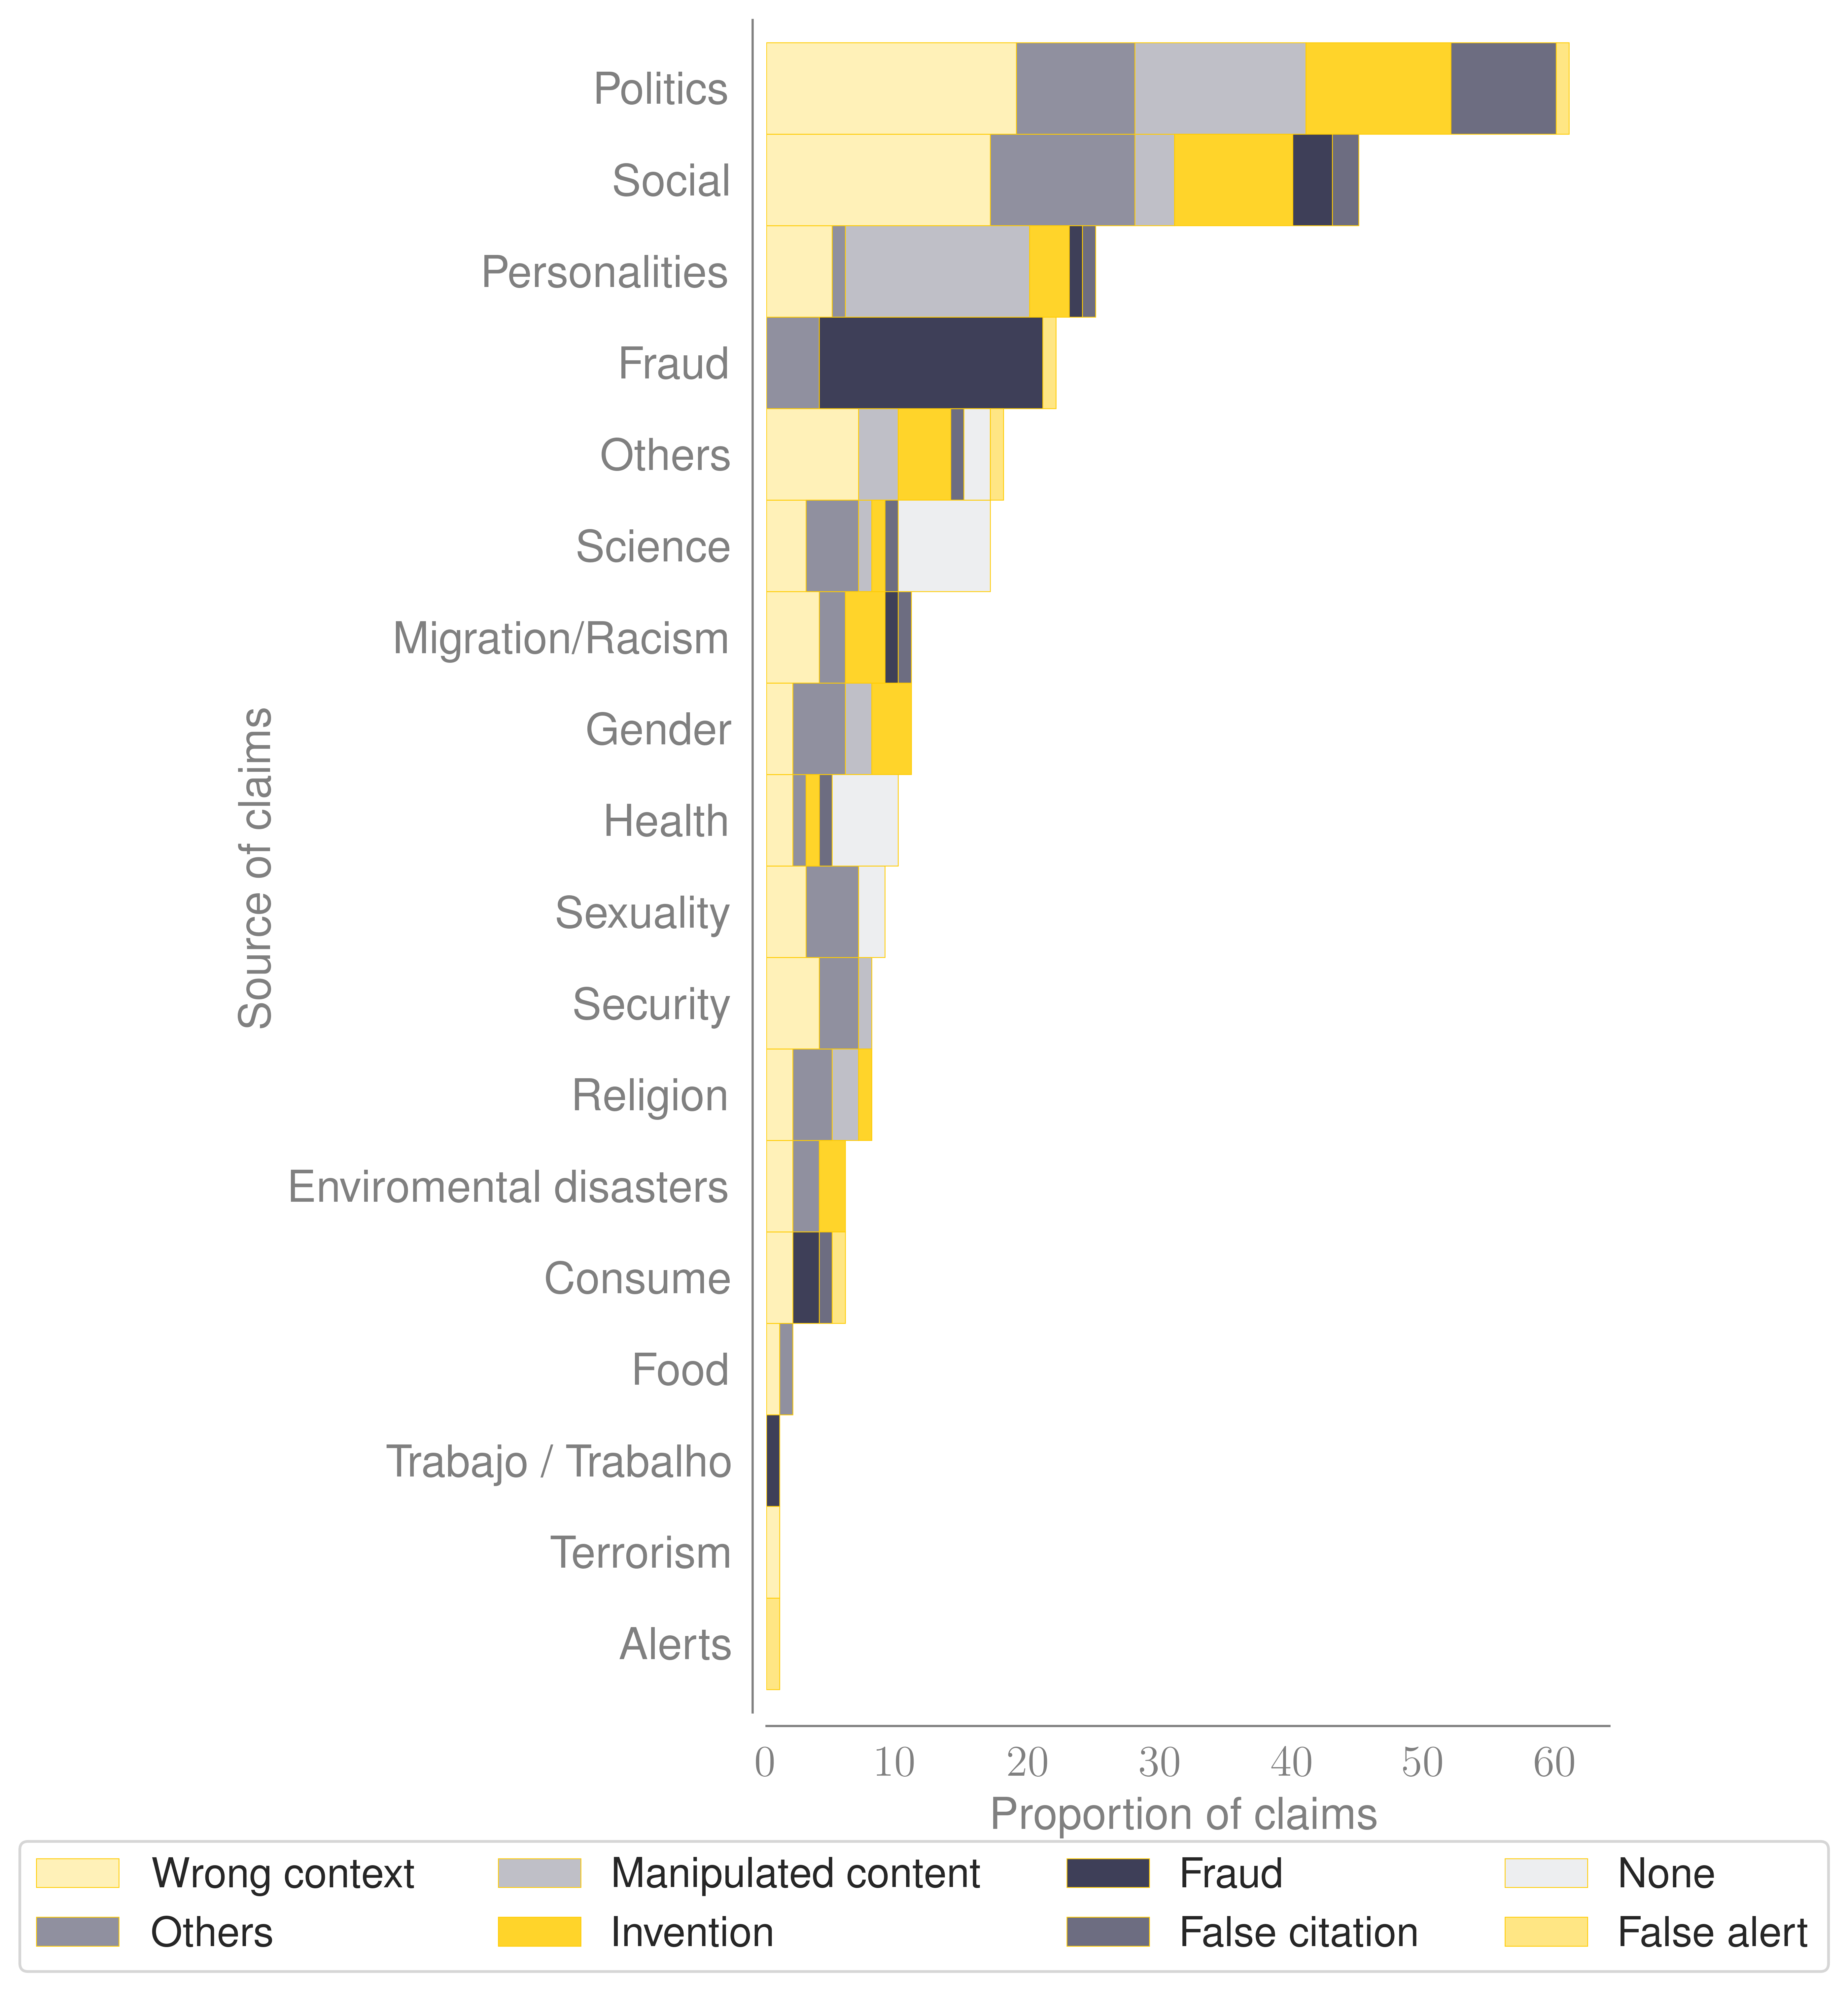 Politics
Social
Personalities
Fraud
Others
Science
Migration/Racism
Gender
Health
Sexuality
Security
Religion
Enviromental disasters
Consume
Food
Trabajo / Trabalho
Terrorism
Alerts
Source of claims
0 10 20 30 40 50 60
Proportion of claims
Wrong context Manipulated content Fraud None
Others Invention False citation False alert